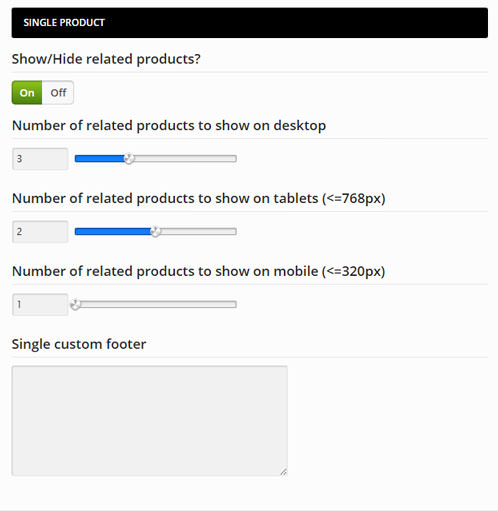 SINGLE PRODUCT
Show/Hide related products?
On Off
Number of related products to show on desktop
3
Number of related products to show on tablets (<=768px)
2
Number of related products to show on mobile (<=320px)
1
Single custom footer